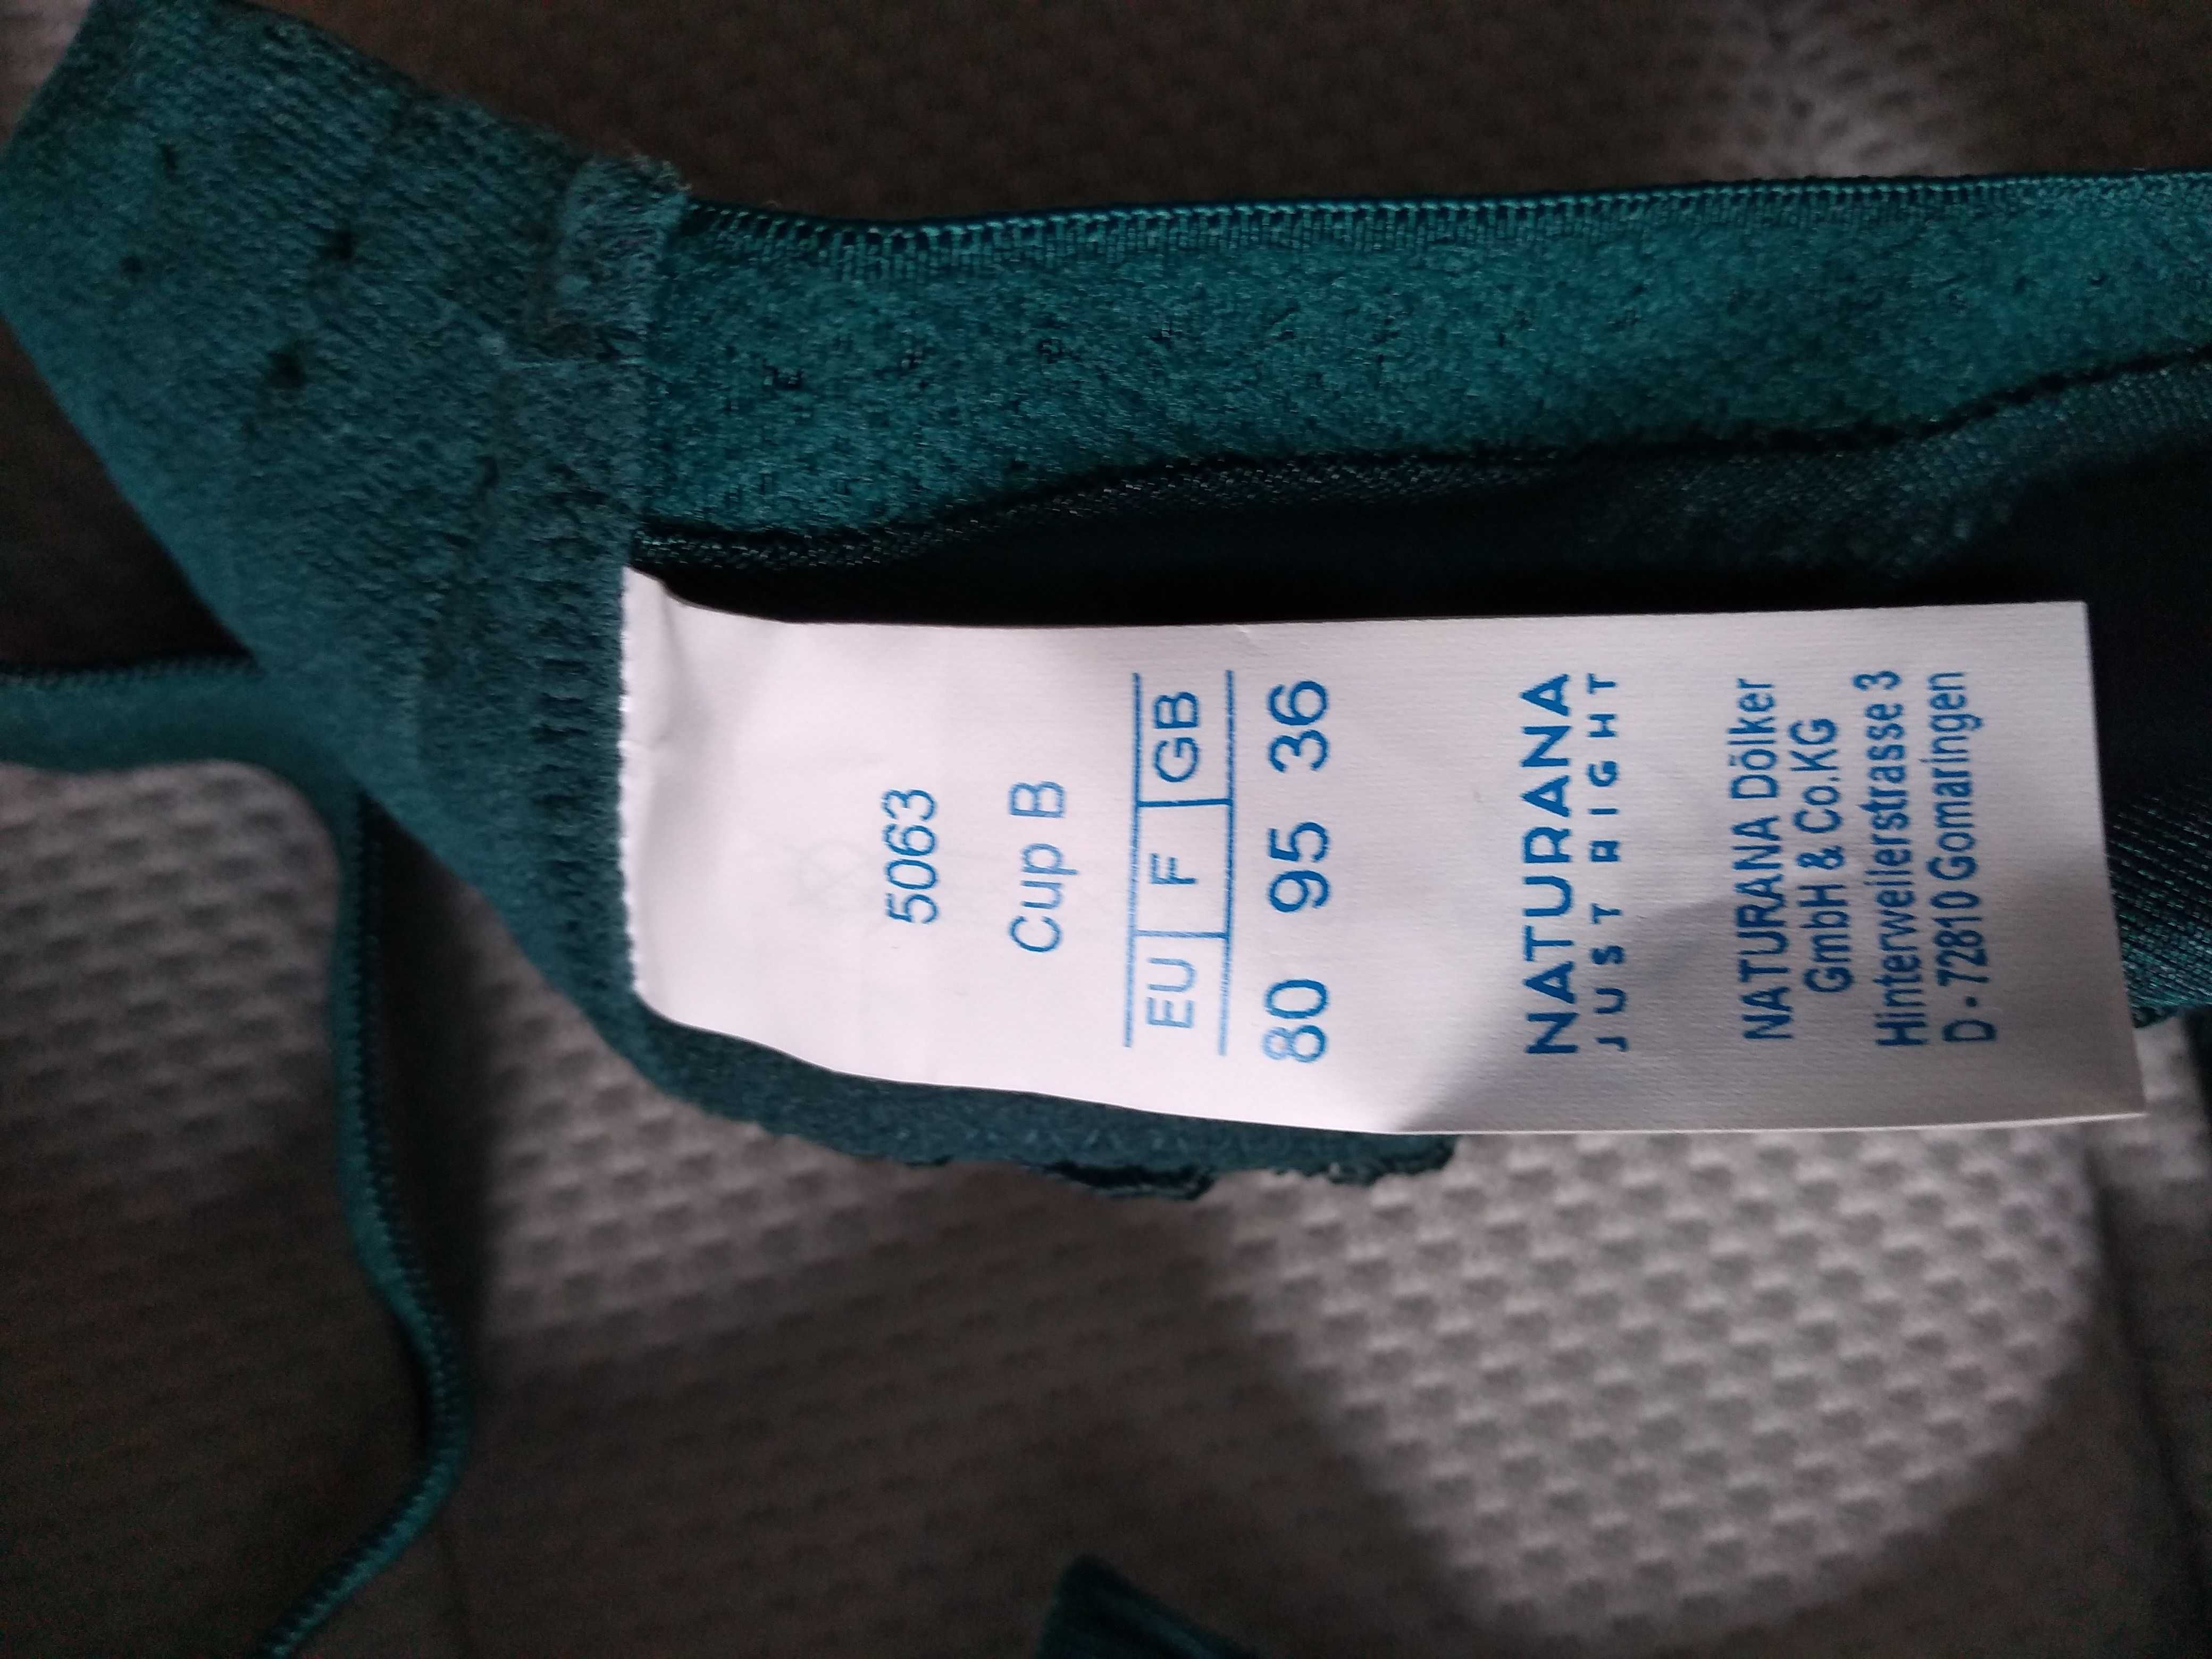 5063
Cup B
EU F GB
80 95 36
NATURANA
JUST RIGHT
NATURANA Dölker
GmbH & Co.KG
Hinterweilerstrasse 3
D - 72810 Gomaringen